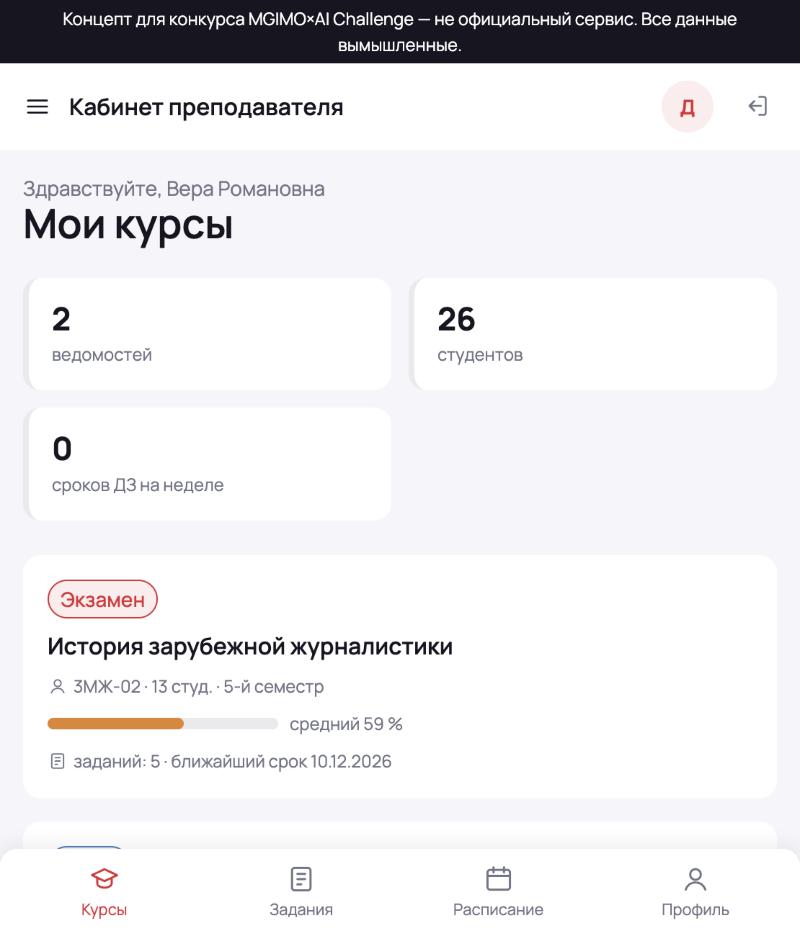 Концепт для конкурса MGIMO×AI Challenge — не официальный сервис. Все данные
вымышленные.
Кабинет преподавателя
Д
Здравствуйте, Вера Романовна
Мои курсы
2
ведомостей
26
студентов
0
сроков ДЗ на неделе
Экзамен
История зарубежной журналистики
3МЖ-02 · 13 студ. · 5-й семестр
средний 59 %
заданий: 5 · ближайший срок 10.12.2026
Курсы
Задания
Расписание
Профиль